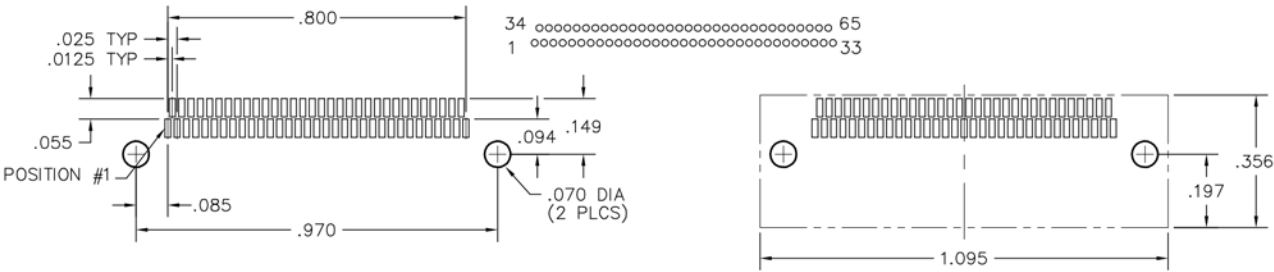 .800
34 65
1 33
.025 TYP
.0125 TYP
.055
.094
.149
POSITION #1
.085
.070 DIA
(2 PLCS)
.970
.356
.197
1.095